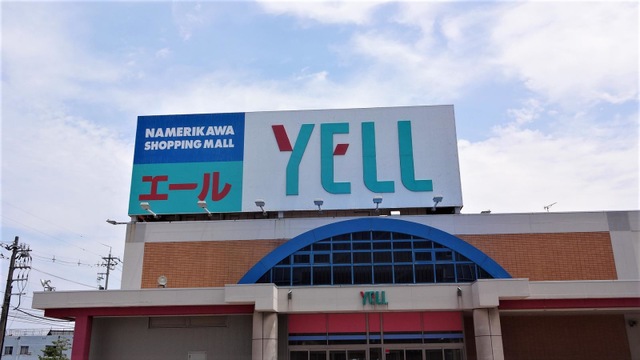 NAMERIKAWA
SHOPPING MALL
エール
YELL
YELL